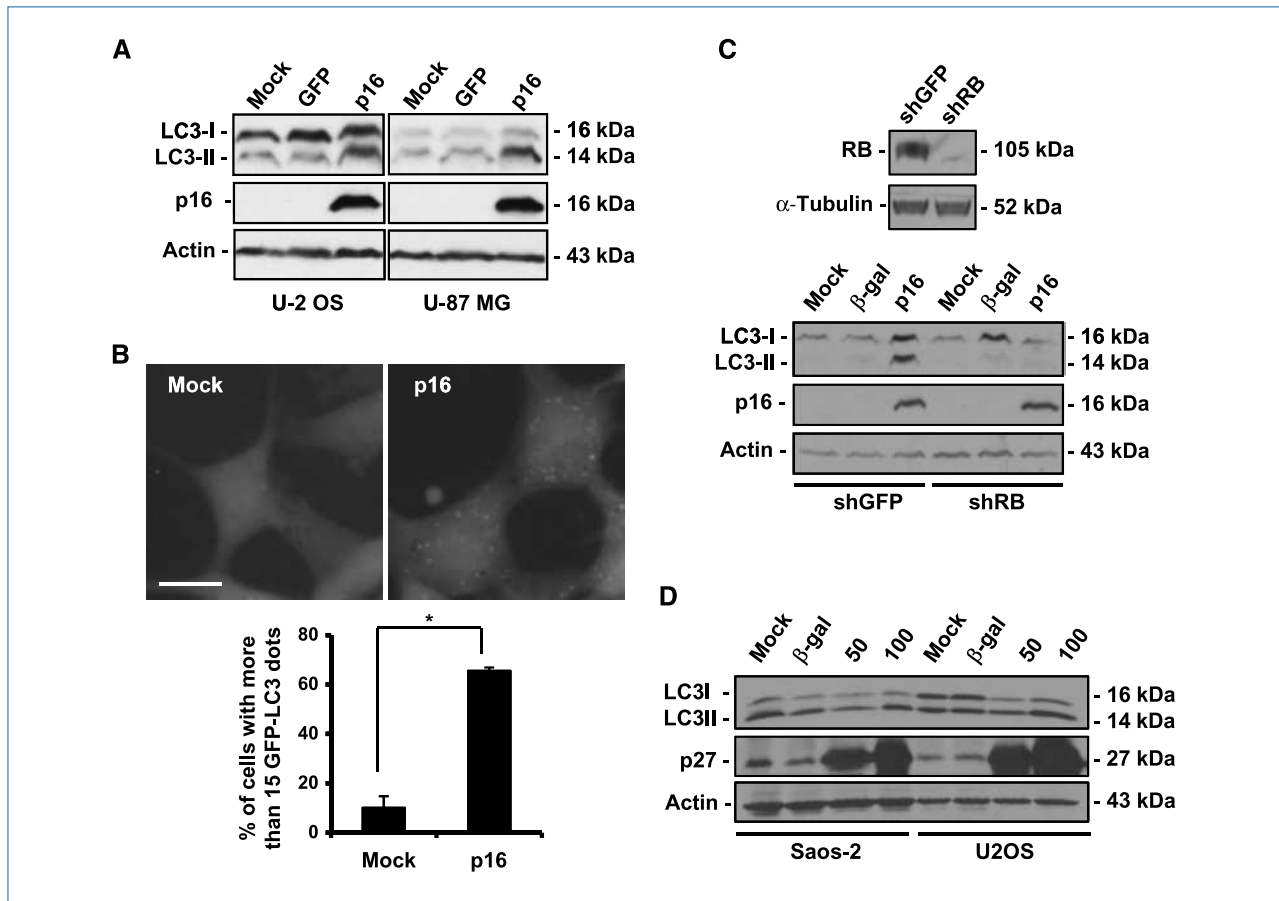 A
Mock GFP p16 Mock GFP p16
LC3-I - - 16 kDa
LC3-II - - 14 kDa
p16 - - 16 kDa
Actin - - 43 kDa
U-2 OS U-87 MG
B
Mock p16
% of cells with more
than 15 GFP-LC3 dots
80
60
40
20
0
*
Mock p16
C
shGFP shRB
RB - - 105 kDa
α-Tubulin - - 52 kDa
Mock β-gal p16 Mock β-gal p16
LC3-I - - 16 kDa
LC3-II - - 14 kDa
p16 - - 16 kDa
Actin - - 43 kDa
shGFP shRB
D
Mock β-gal 50 100 Mock β-gal 50 100
LC3I - - 16 kDa
LC3II - - 14 kDa
p27 - - 27 kDa
Actin - - 43 kDa
Saos-2 U2OS